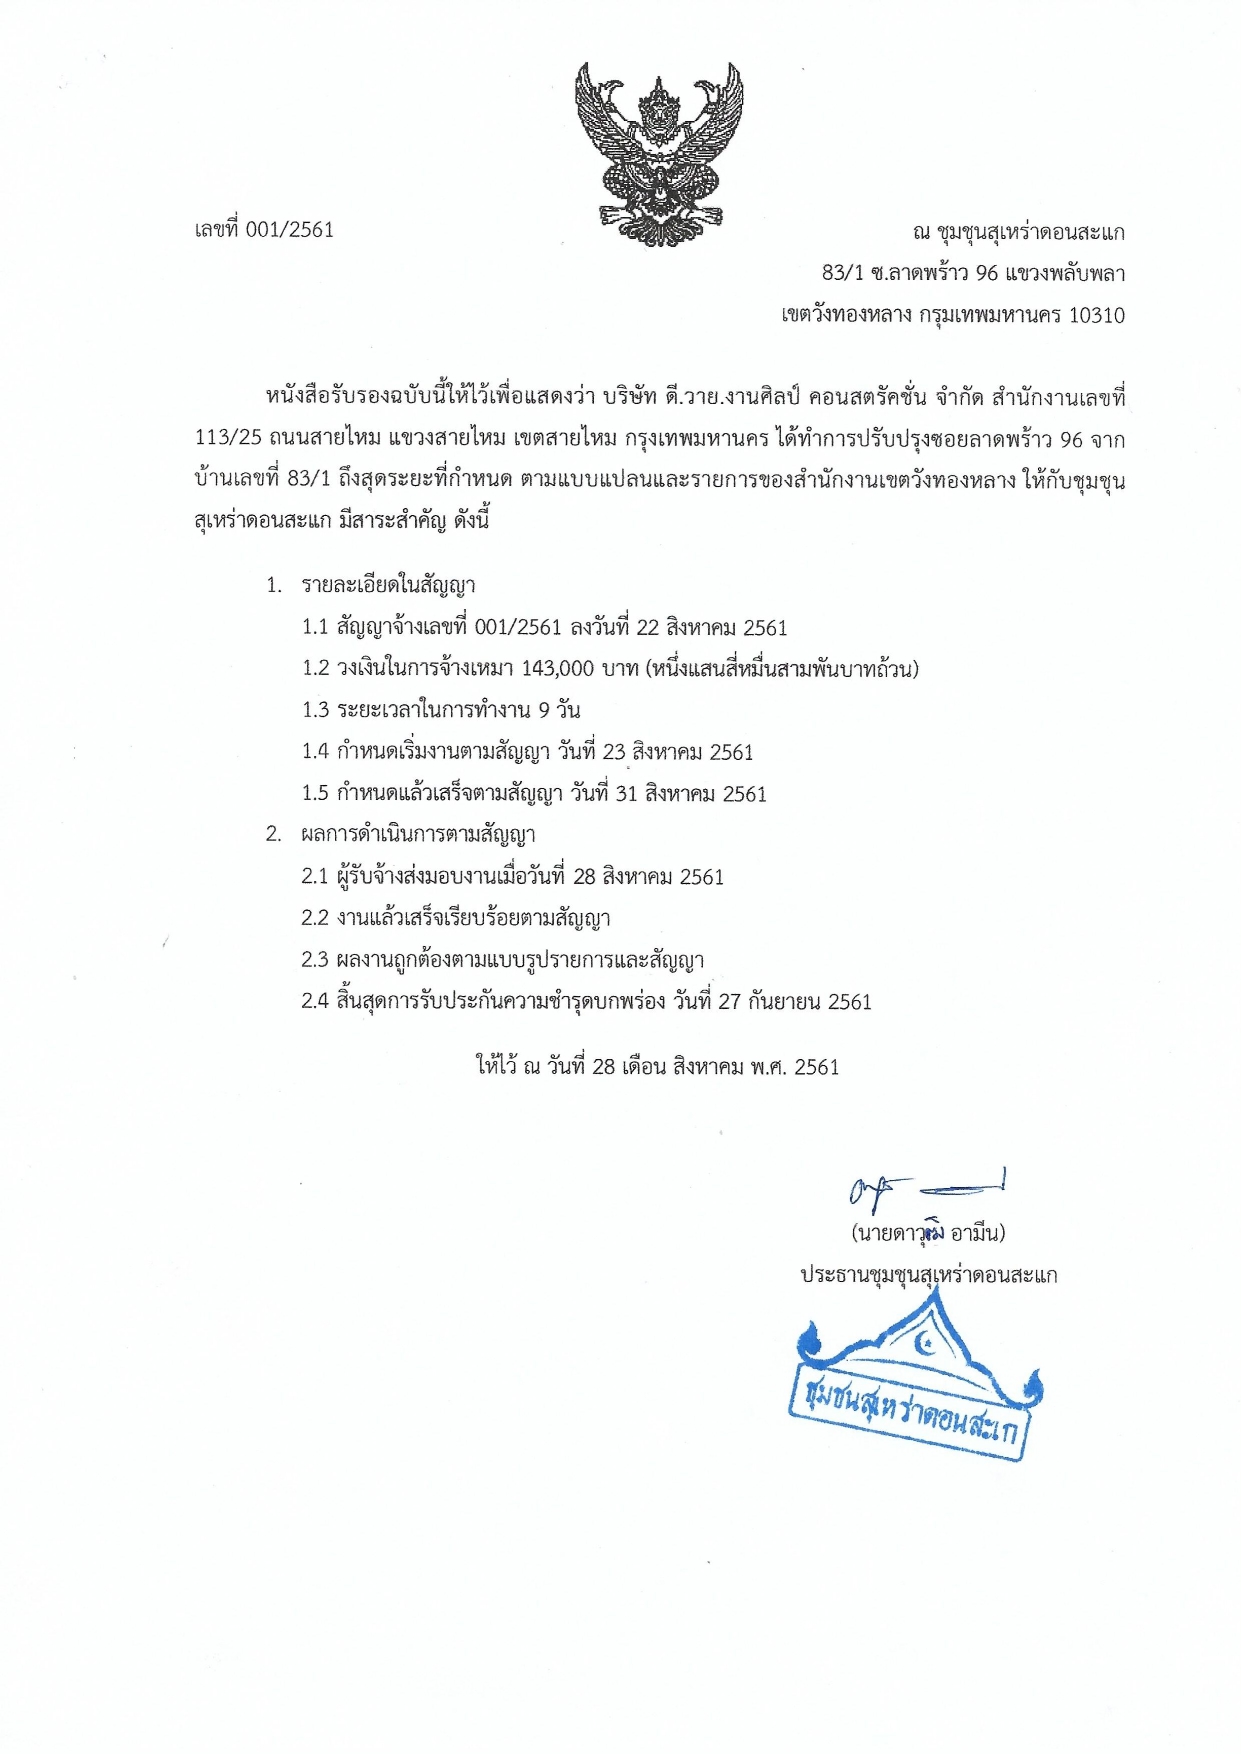 เลขที่ 001/2561
ณ ชุมชุนสุเหร่าดอนสะแก
83/1 ซ.ลาดพร้าว 96 แขวงพลับพลา
เขตวังทองหลาง กรุมเทพมหานคร 10310
หนังสือรับรองฉบับนี้ให้ไว้เพื่อแสดงว่า บริษัท ดี.วาย.งานศิลป์ คอนสตรัคชั่น จำกัด สำนักงานเลขที่
113/25 ถนนสายไหม แขวงสายไหม เขตสายไหม กรุงเทพมหานคร ได้ทำการปรับปรุงซอยลาดพร้าว 96 จาก
บ้านเลขที่ 83/1 ถึงสุดระยะที่กำหนด ตามแบบแปลนและรายการของสำนักงานเขตวังทองหลาง ให้กับชุมชุน
สุเหร่าดอนสะแก มีสาระสำคัญ ดังนี้
1. รายละเอียดในสัญญา
1.1 สัญญาจ้างเลขที่ 001/2561 ลงวันที่ 22 สิงหาคม 2561
1.2 วงเงินในการจ้างเหมา 143,000 บาท (หนึ่งแสนสี่หมื่นสามพันบาทถ้วน)
1.3 ระยะเวลาในการทำงาน 9 วัน
1.4 กำหนดเริ่มงานตามสัญญา วันที่ 23 สิงหาคม 2561
1.5 กำหนดแล้วเสร็จตามสัญญา วันที่ 31 สิงหาคม 2561
2. ผลการดำเนินการตามสัญญา
2.1 ผู้รับจ้างส่งมอบงานเมื่อวันที่ 28 สิงหาคม 2561
2.2 งานแล้วเสร็จเรียบร้อยตามสัญญา
2.3 ผลงานถูกต้องตามแบบรูปรายการและสัญญา
2.4 สิ้นสุดการรับประกันความชำรุดบกพร่อง วันที่ 27 กันยายน 2561
ให้ไว้ ณ วันที่ 28 เดือน สิงหาคม พ.ศ. 2561
(นายดาวุฒิ อามีน)
ประธานชุมชุนสุเหร่าดอนสะแก
ชุมชนสุเหร่าดอนสะแก